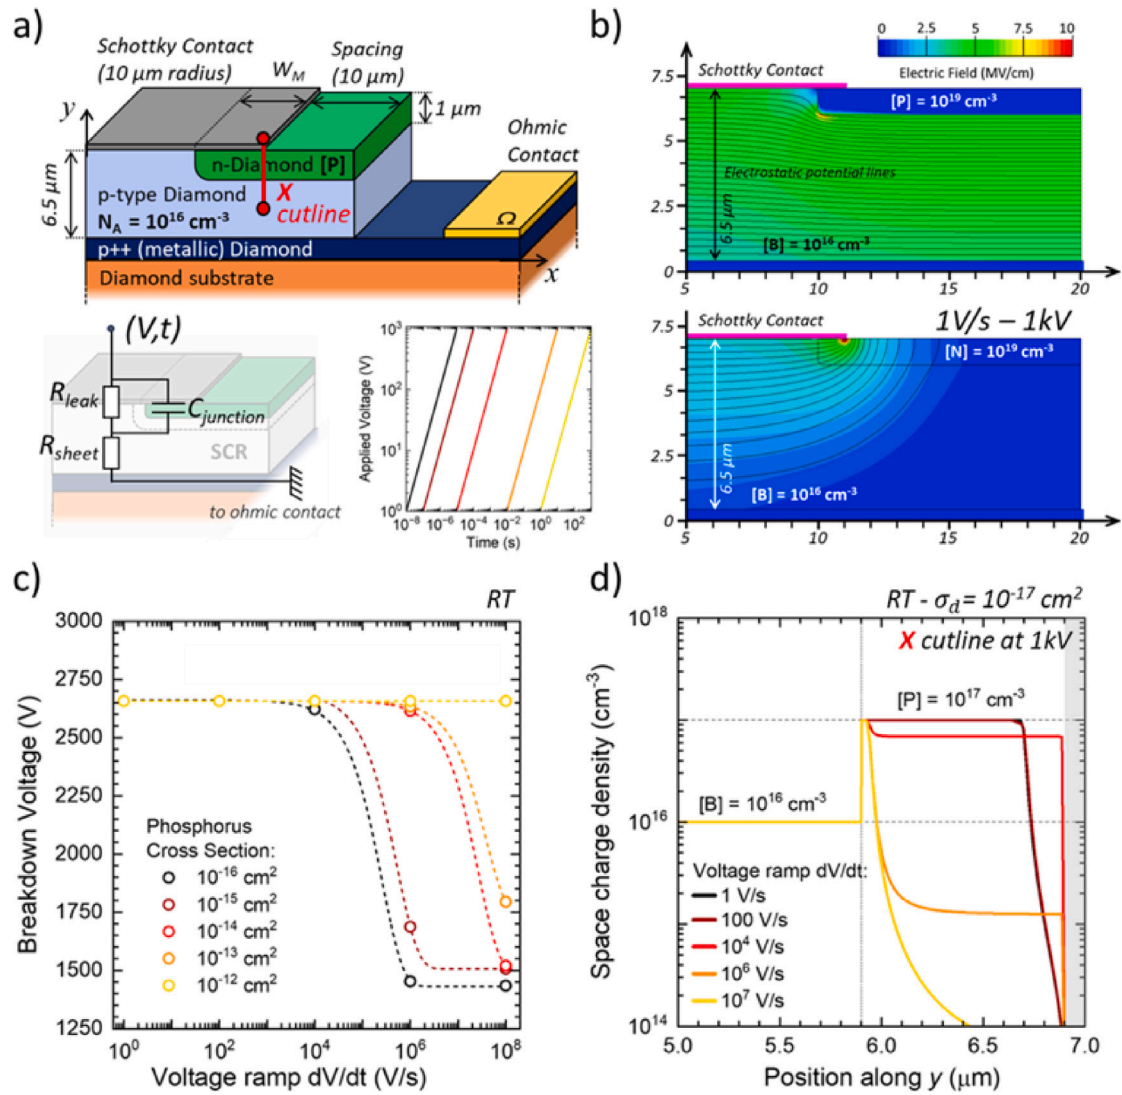 a)
Schottky Contact
(10 μm radius)
W_M
Spacing
(10 μm)
1 μm
y
Ohmic
Contact
n-Diamond [P]
6.5 μm
p-type Diamond
N_A = 10^16 cm^-3
X
cutline
Ω
p++ (metallic) Diamond
x
Diamond substrate
(V,t)
R_leak
C_junction
R_sheet
SCR
to ohmic contact
Applied Voltage (V)
10^3
10^2
10^1
10^0
10^-8 10^-6 10^-4 10^-2 10^0 10^2
Time (s)
b)
0 2.5 5 7.5 10
Electric Field (MV/cm)
Schottky Contact
[P] = 10^19 cm^-3
Electrostatic potential lines
6.5 μm
[B] = 10^16 cm^-3
7.5
5
2.5
0
5 10 15 20
Schottky Contact
1V/s – 1kV
[N] = 10^19 cm^-3
6.5 μm
[B] = 10^16 cm^-3
7.5
5
2.5
0
5 10 15 20
c)
RT
Breakdown Voltage (V)
3000
2750
2500
2250
2000
1750
1500
1250
Phosphorus
Cross Section:
10^-16 cm^2
10^-15 cm^2
10^-14 cm^2
10^-13 cm^2
10^-12 cm^2
10^0 10^2 10^4 10^6 10^8
Voltage ramp dV/dt (V/s)
d)
RT - σ_d = 10^-17 cm^2
X cutline at 1kV
Space charge density (cm^-3)
10^18
10^17
10^16
10^15
10^14
[P] = 10^17 cm^-3
[B] = 10^16 cm^-3
Voltage ramp dV/dt:
1 V/s
100 V/s
10^4 V/s
10^6 V/s
10^7 V/s
5.0 5.5 6.0 6.5 7.0
Position along y (μm)